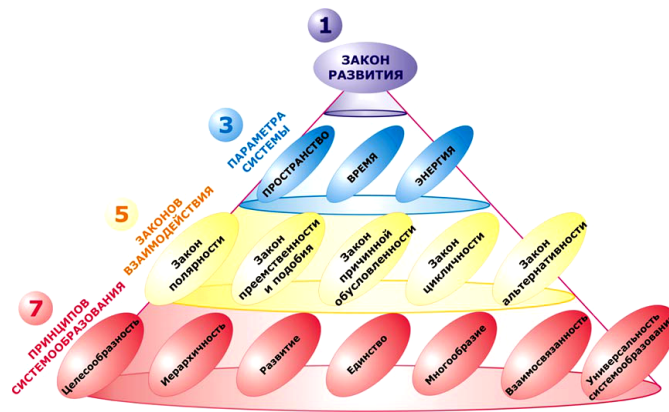 1
ЗАКОН
РАЗВИТИЯ
3
ПАРАМЕТРА
СИСТЕМЫ
ПРОСТРАНСТВО
ВРЕМЯ
ЭНЕРГИЯ
5
ЗАКОНОВ
ВЗАИМОДЕЙСТВИЯ
Закон
полярности
Закон
преемственности
и подобия
Закон
причинной
обусловленности
Закон
цикличности
Закон
альтернативности
7
ПРИНЦИПОВ
СИСТЕМООБРАЗОВАНИЯ
Целесообразность
Иерархичность
Развитие
Единство
Многообразие
Взаимосвязанность
Универсальность